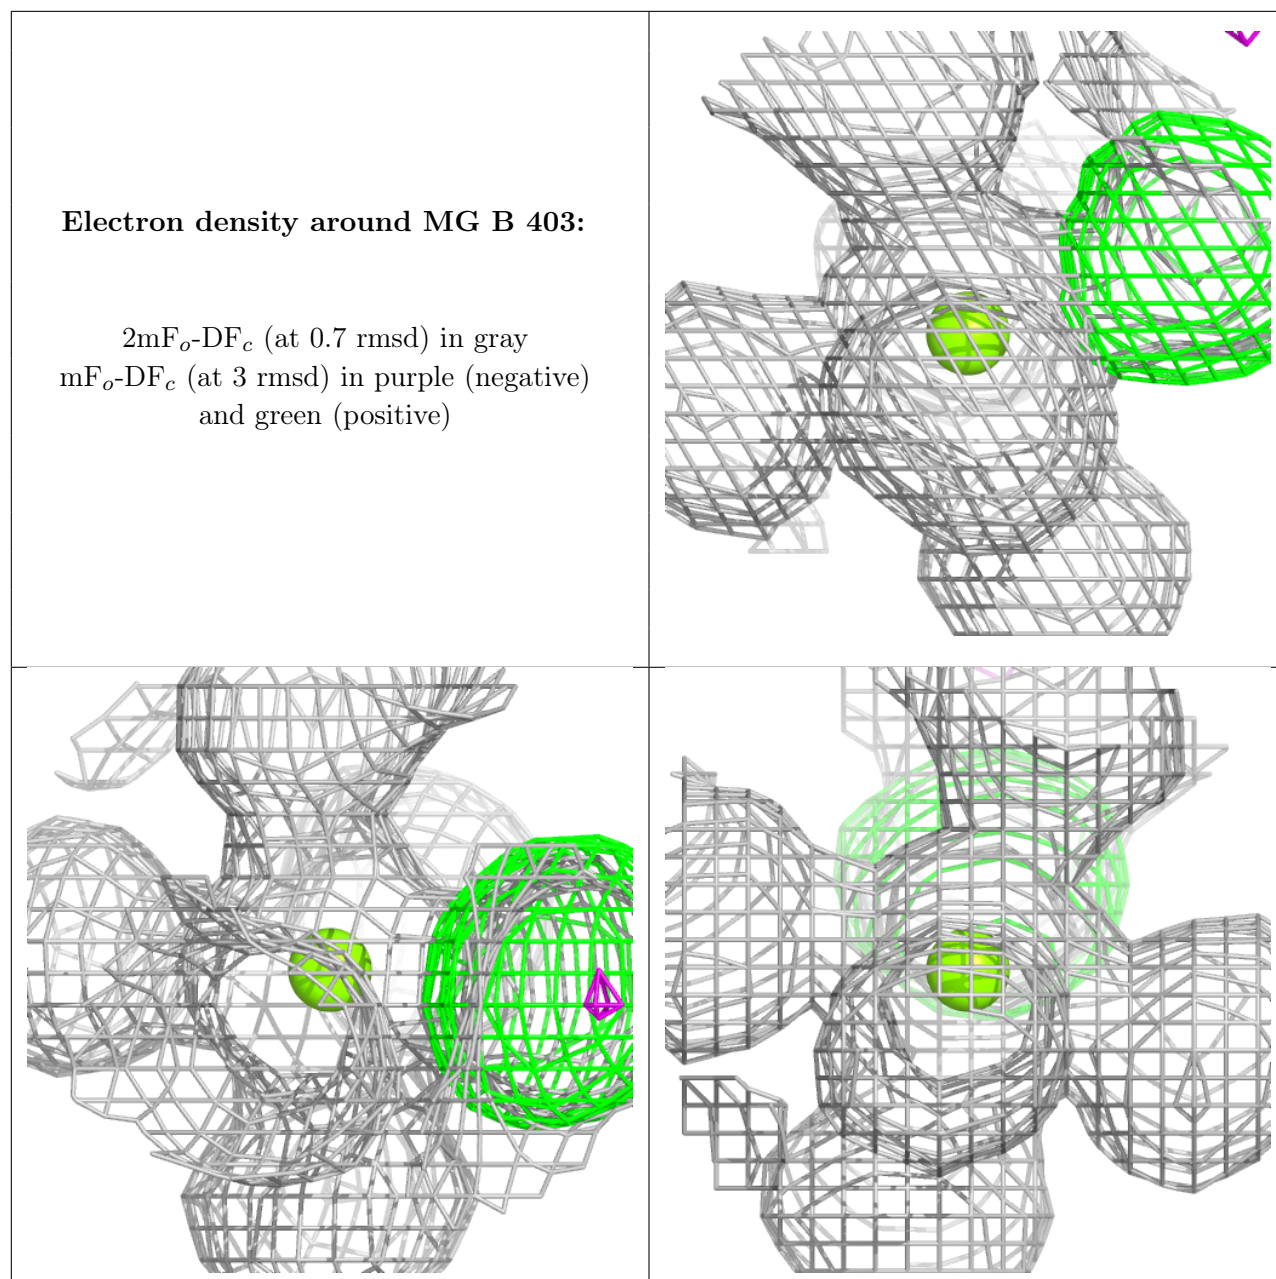 Electron density around MG B 403:
2mFo-DFc (at 0.7 rmsd) in gray
mFo-DFc (at 3 rmsd) in purple (negative)
and green (positive)